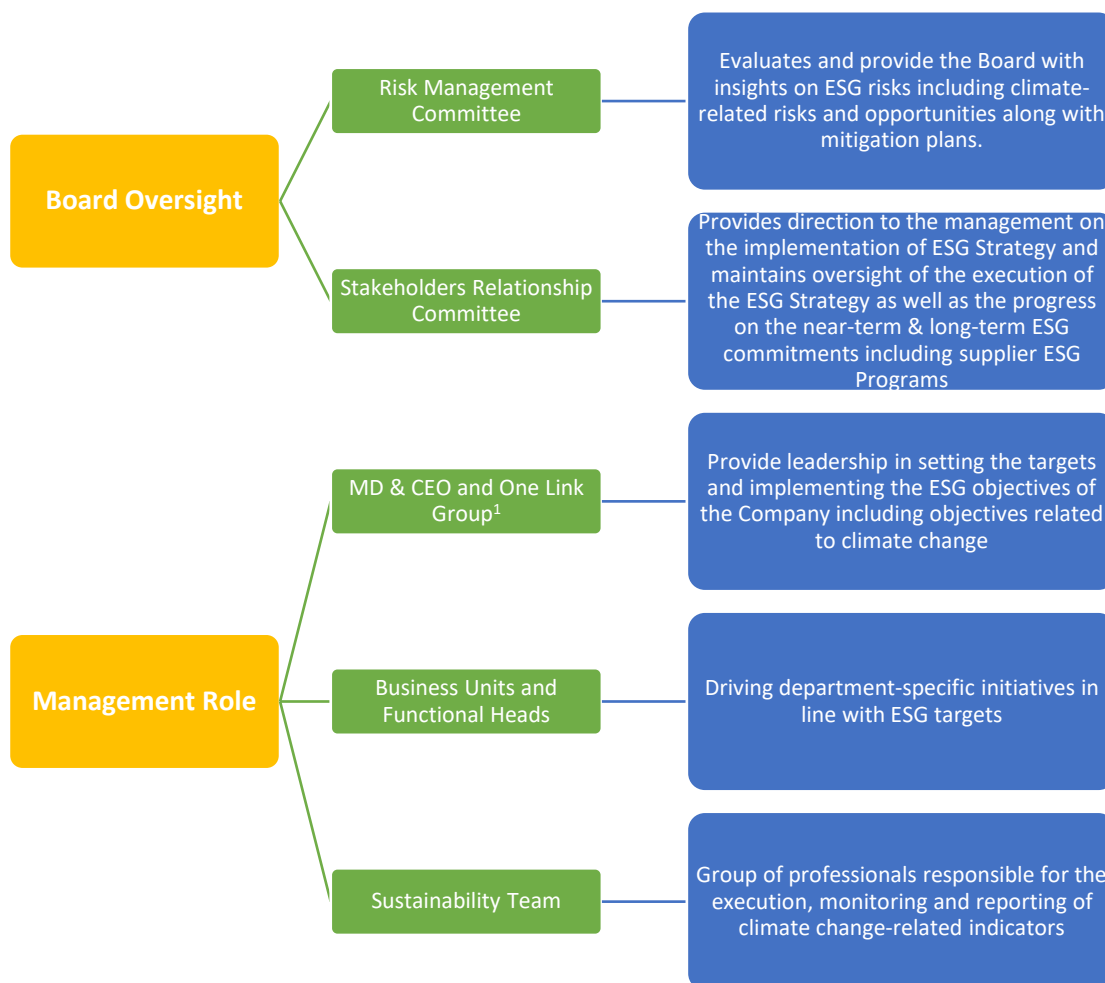 Board Oversight
Risk Management
Committee
Evaluates and provide the Board with
insights on ESG risks including climate-
related risks and opportunities along with
mitigation plans.
Stakeholders Relationship
Committee
Provides direction to the management on
the implementation of ESG Strategy and
maintains oversight of the execution of
the ESG Strategy as well as the progress
on the near-term & long-term ESG
commitments including supplier ESG
Programs
Management Role
MD & CEO and One Link
Group¹
Provide leadership in setting the targets
and implementing the ESG objectives of
the Company including objectives related
to climate change
Business Units and
Functional Heads
Driving department-specific initiatives in
line with ESG targets
Sustainability Team
Group of professionals responsible for the
execution, monitoring and reporting of
climate change-related indicators